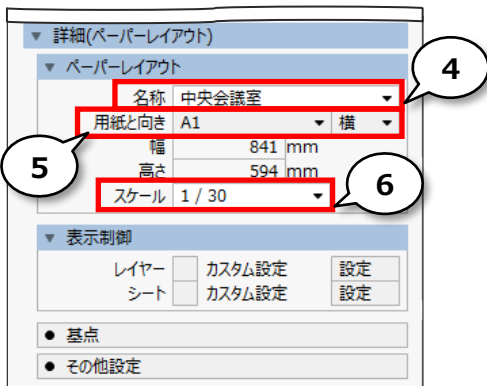 ▼ 詳細(ペーパーレイアウト)
▼ ペーパーレイアウト
4
名称 中央会議室
用紙と向き A1 横
5
幅 841 mm
高さ 594 mm
6
スケール 1 / 30
▼ 表示制御
レイヤー カスタム設定 設定
シート カスタム設定 設定
● 基点
● その他設定